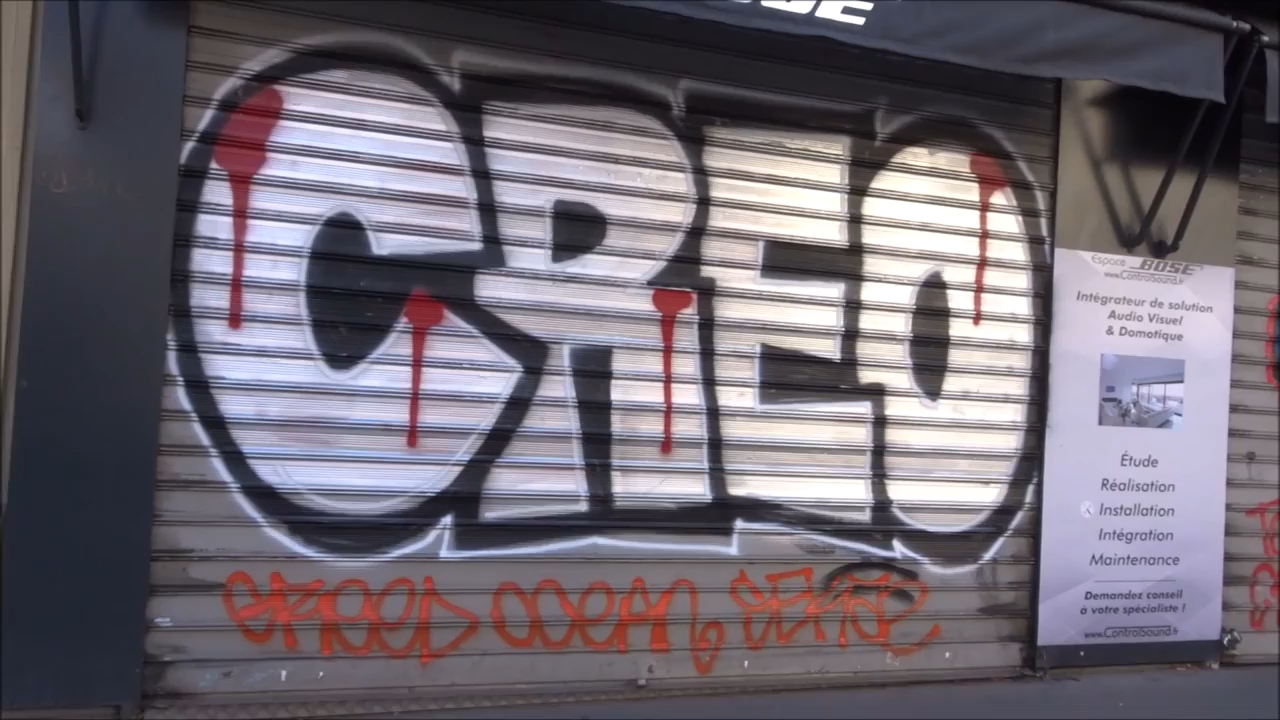 CREO
OCEAN
Espace BOSE
www.ControlSound.fr
Intégrateur de solution
Audio Visuel
& Domotique
Étude
Réalisation
Installation
Intégration
Maintenance
Demandez conseil
à votre spécialiste !
www.ControlSound.fr